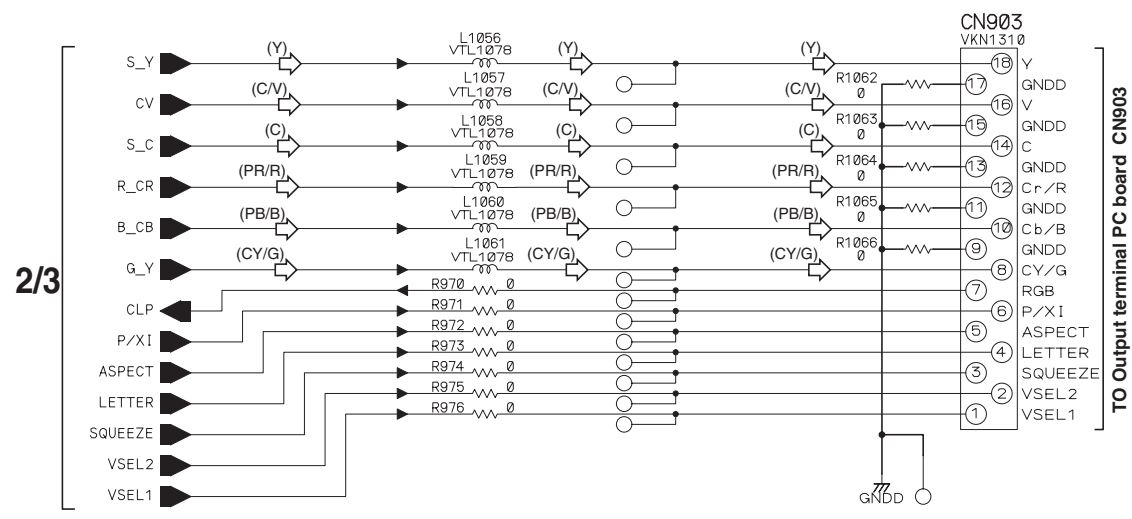 CN903
VKN1310
S_Y (Y) L1056 VTL1078 (Y) (Y) 18 Y
R1062 0 17 GNDD
CV (C/V) L1057 VTL1078 (C/V) (C/V) 16 V
R1063 0 15 GNDD
S_C (C) L1058 VTL1078 (C) (C) 14 C
R1064 0 13 GNDD
R_CR (PR/R) L1059 VTL1078 (PR/R) (PR/R) 12 Cr/R
R1065 0 11 GNDD
B_CB (PB/B) L1060 VTL1078 (PB/B) (PB/B) 10 Cb/B
R1066 0 9 GNDD
G_Y (CY/G) L1061 VTL1078 (CY/G) (CY/G) 8 CY/G
2/3
CLP R970 0 7 RGB
P/XI R971 0 6 P/XI
ASPECT R972 0 5 ASPECT
LETTER R973 0 4 LETTER
SQUEEZE R974 0 3 SQUEEZE
VSEL2 R975 0 2 VSEL2
VSEL1 R976 0 1 VSEL1
GNDD
TO Output terminal PC board CN903